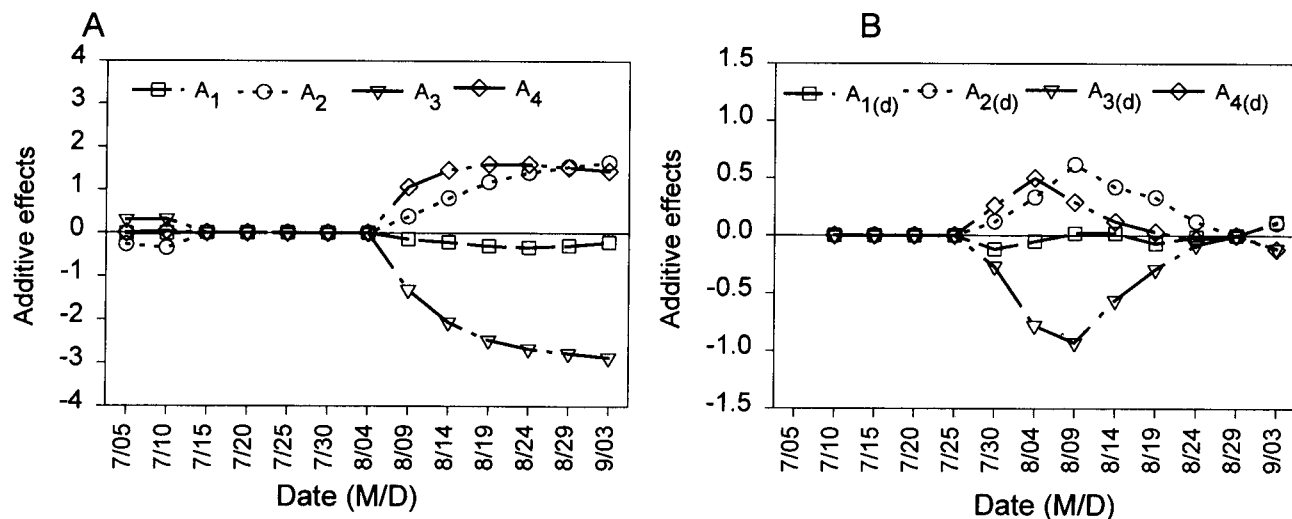 A
Additive effects
4
3
2
1
0
-1
-2
-3
-4
A1 A2 A3 A4
7/05 7/10 7/15 7/20 7/25 7/30 8/04 8/09 8/14 8/19 8/24 8/29 9/03
Date (M/D)
B
Additive effects
1.5
1.0
0.5
0.0
-0.5
-1.0
-1.5
A1(d) A2(d) A3(d) A4(d)
7/05 7/10 7/15 7/20 7/25 7/30 8/04 8/09 8/14 8/19 8/24 8/29 9/03
Date (M/D)